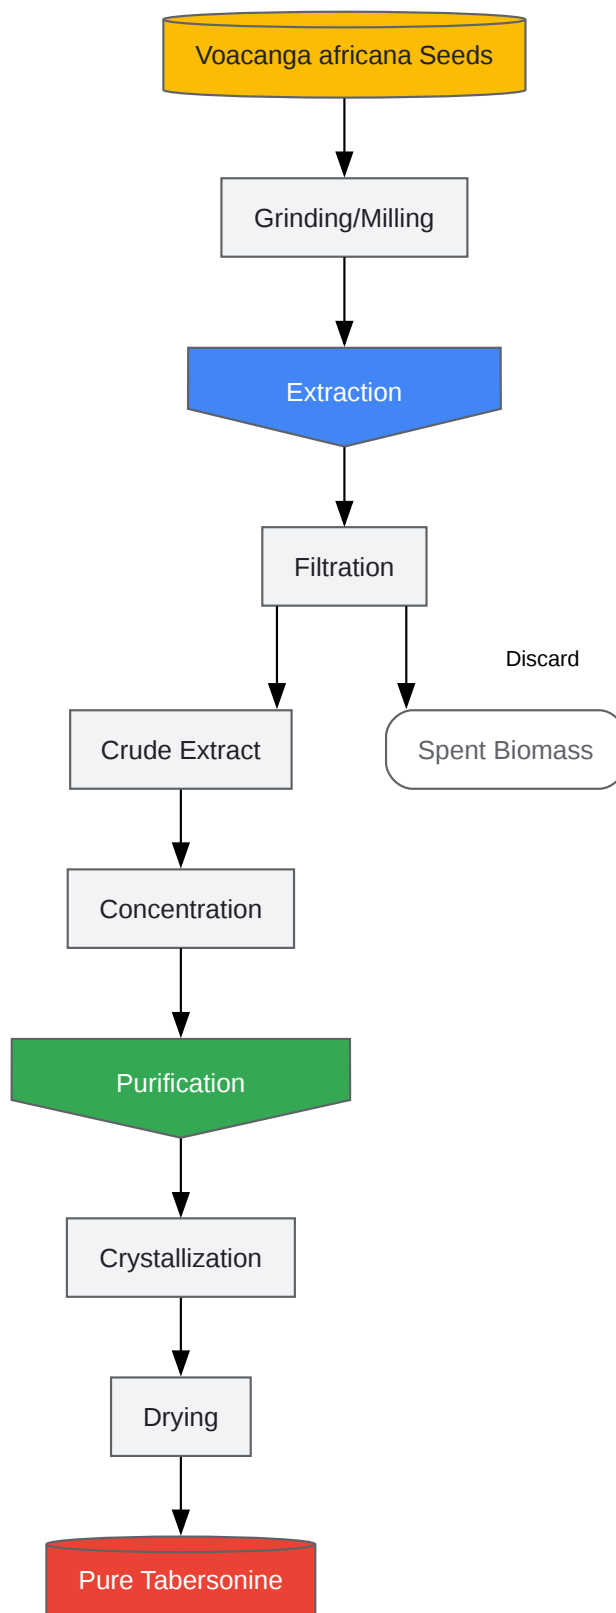 Voacanga africana Seeds
Grinding/Milling
Extraction
Filtration
Discard
Crude Extract
Spent Biomass
Concentration
Purification
Crystallization
Drying
Pure Tabersonine